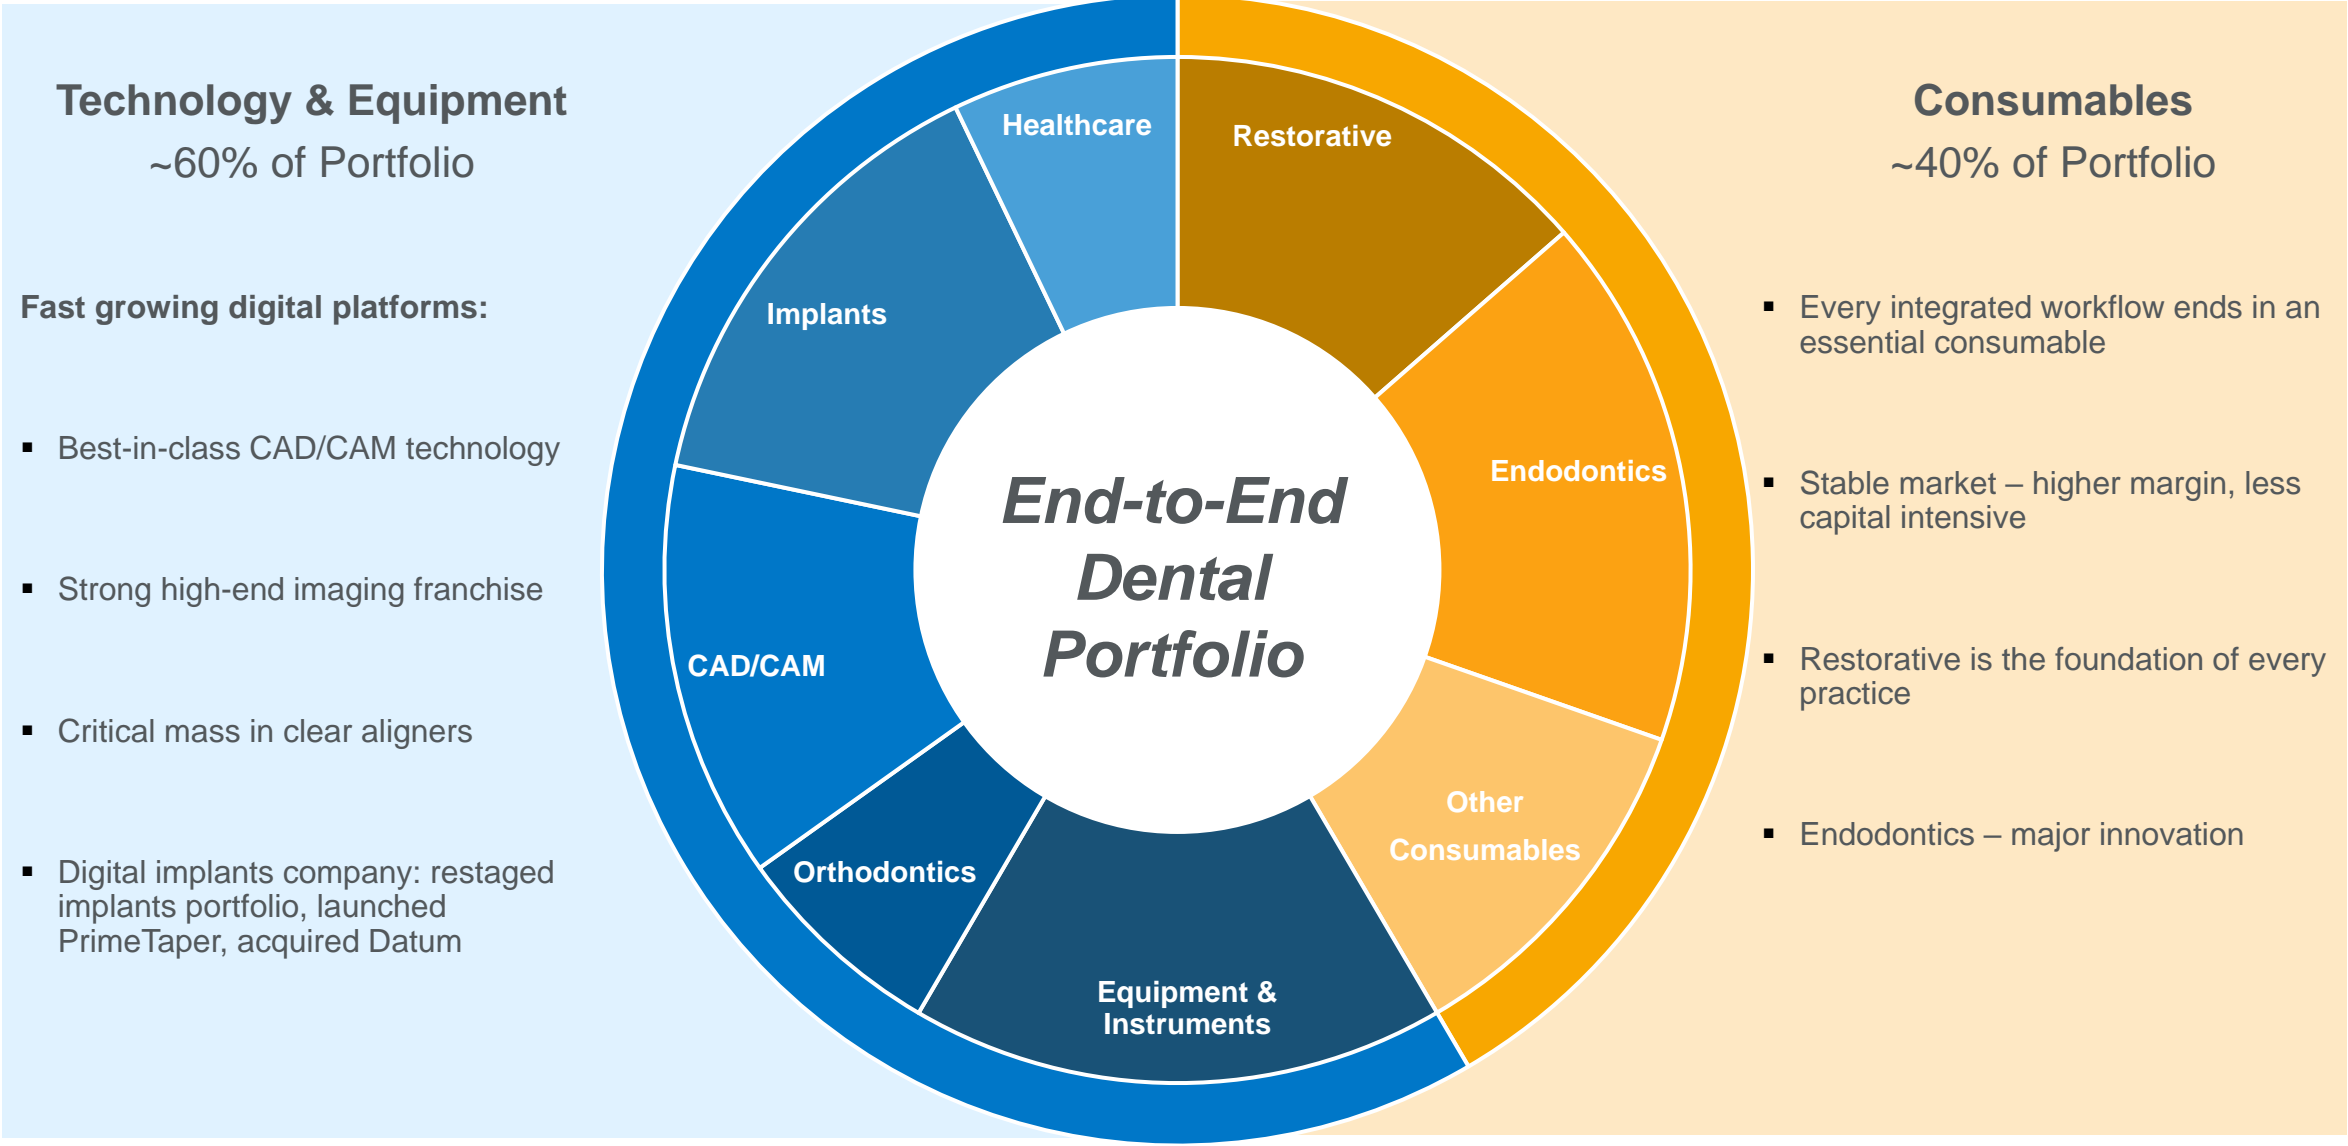 Technology & Equipment
~60% of Portfolio
Fast growing digital platforms:
▪ Best-in-class CAD/CAM technology
▪ Strong high-end imaging franchise
▪ Critical mass in clear aligners
▪ Digital implants company: restaged
implants portfolio, launched
PrimeTaper, acquired Datum
Healthcare
Restorative
Implants
Endodontics
CAD/CAM
Other
Consumables
Orthodontics
Equipment &
Instruments
End-to-End
Dental
Portfolio
Consumables
~40% of Portfolio
▪ Every integrated workflow ends in an
essential consumable
▪ Stable market – higher margin, less
capital intensive
▪ Restorative is the foundation of every
practice
▪ Endodontics – major innovation